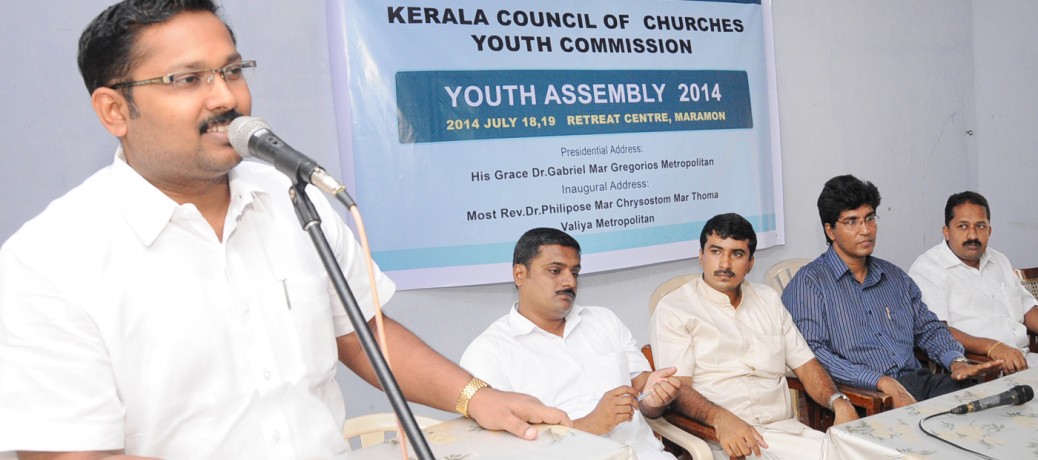 KERALA COUNCIL OF CHURCHES
YOUTH COMMISSION
YOUTH ASSEMBLY 2014
2014 JULY 18,19 RETREAT CENTRE, MARAMON
Presidential Address:
His Grace Dr.Gabriel Mar Gregorios Metropolitan
Inaugural Address:
Most Rev.Dr.Philipose Mar Chrysostom Mar Thoma
Valiya Metropolitan